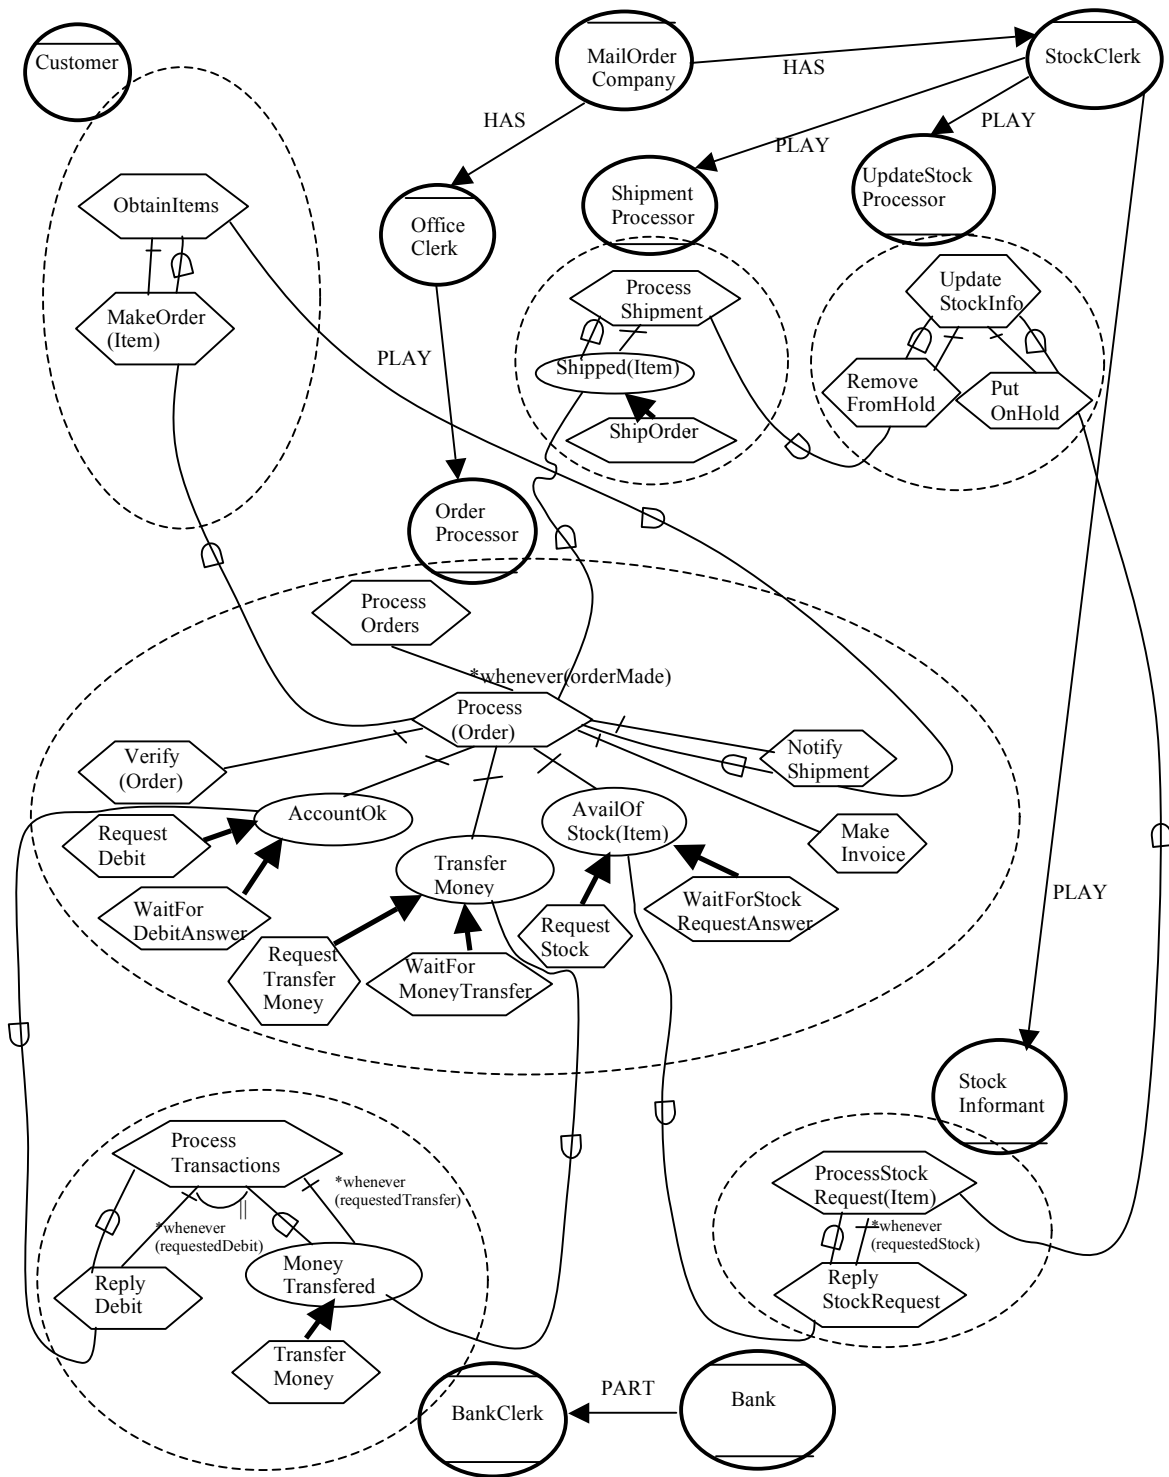 Customer
MailOrder
Company
HAS
StockClerk
HAS
PLAY
PLAY
ObtainItems
Office
Clerk
Shipment
Processor
UpdateStock
Processor
MakeOrder
(Item)
Process
Shipment
Update
StockInfo
PLAY
Shipped(Item)
ShipOrder
Remove
FromHold
Put
OnHold
Order
Processor
Process
Orders
*whenever(orderMade)
Process
(Order)
Verify
(Order)
Notify
Shipment
AccountOk
AvailOf
Stock(Item)
Request
Debit
Make
Invoice
Transfer
Money
WaitFor
DebitAnswer
WaitForStock
RequestAnswer
PLAY
Request
Stock
Request
Transfer
Money
WaitFor
MoneyTransfer
Stock
Informant
Process
Transactions
*whenever
(requestedTransfer)
||
*whenever
(requestedDebit)
ProcessStock
Request(Item)
*whenever
(requestedStock)
Reply
Debit
Money
Transfered
Reply
StockRequest
Transfer
Money
BankClerk
PART
Bank